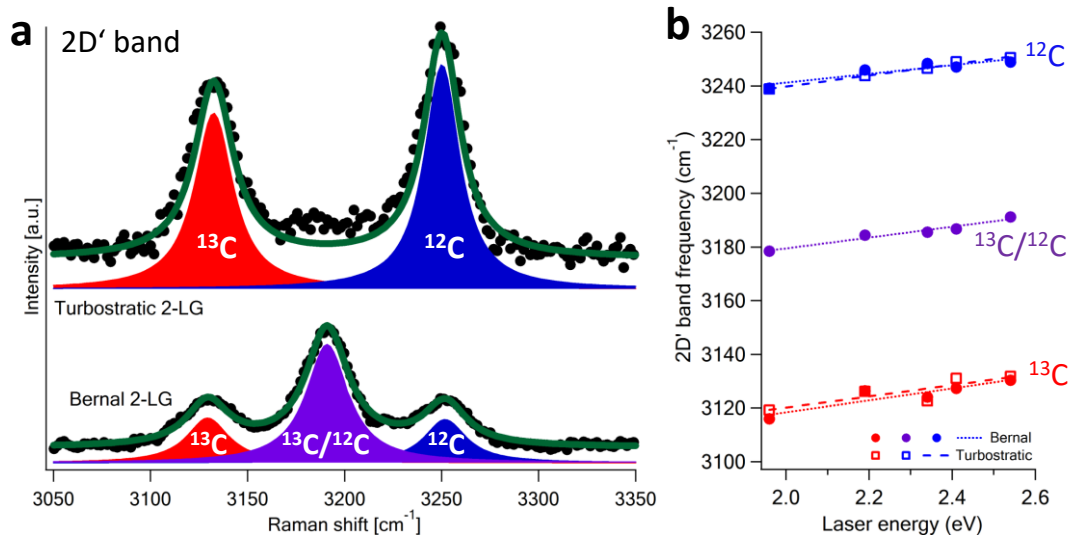 a
2D‘ band
Intensity [a.u.]
¹³C
¹²C
Turbostratic 2-LG
Bernal 2-LG
¹³C
¹³C/¹²C
¹²C
3050 3100 3150 3200 3250 3300 3350
Raman shift [cm⁻¹]
b
2D' band frequency (cm⁻¹)
3260
3240
3220
3200
3180
3160
3140
3120
3100
¹²C
¹³C/¹²C
¹³C
Bernal
Turbostratic
2.0 2.2 2.4 2.6
Laser energy (eV)